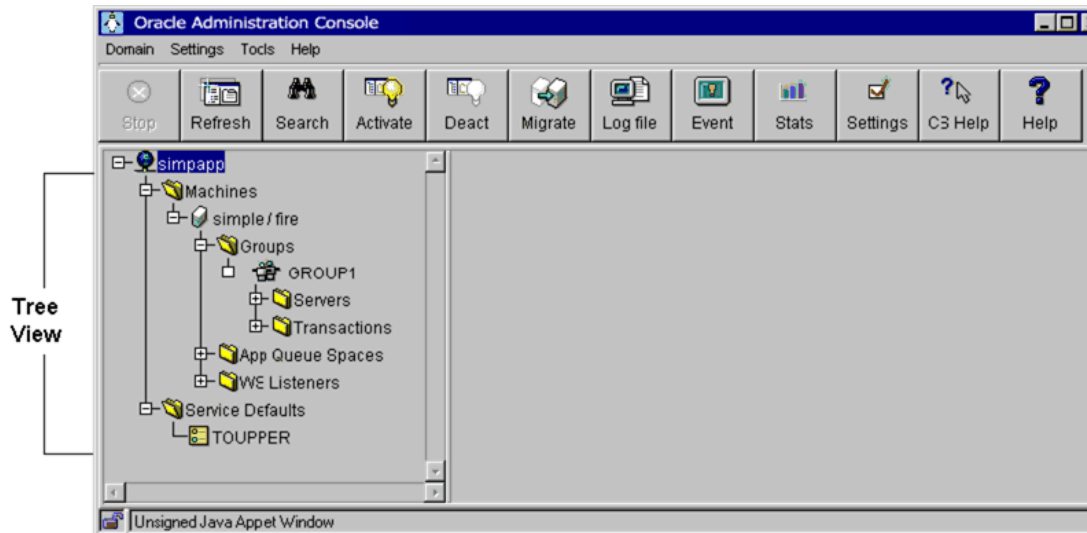 Oracle Administration Console
Domain Settings Tools Help
Stop Refresh Search Activate Deact Migrate Log file Event Stats Settings CS Help Help
simpapp
Machines
simple / fire
Groups
GROUP1
Servers
Transactions
App Queue Spaces
WS Listeners
Service Defaults
TOUPPER
Tree
View
Unsigned Java Appet Window